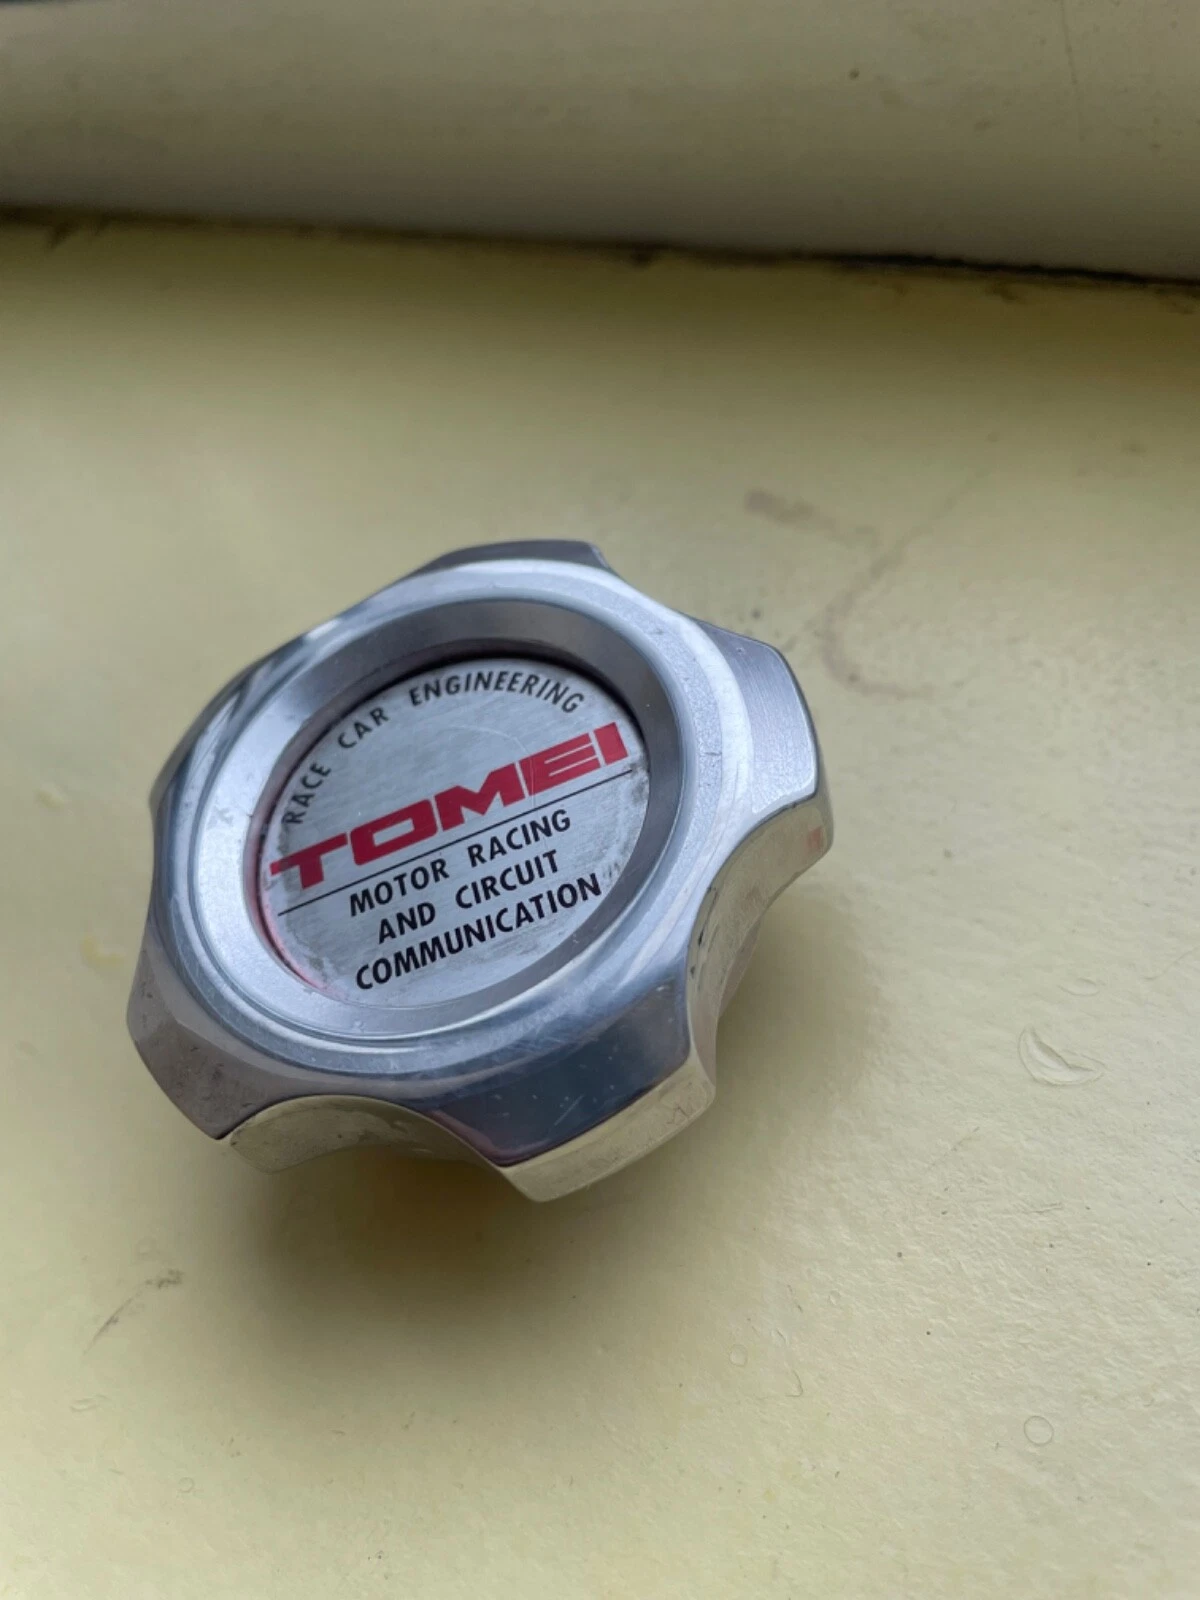 RACE CAR ENGINEERING
TOMEI
MOTOR RACING
AND CIRCUIT
COMMUNICATION